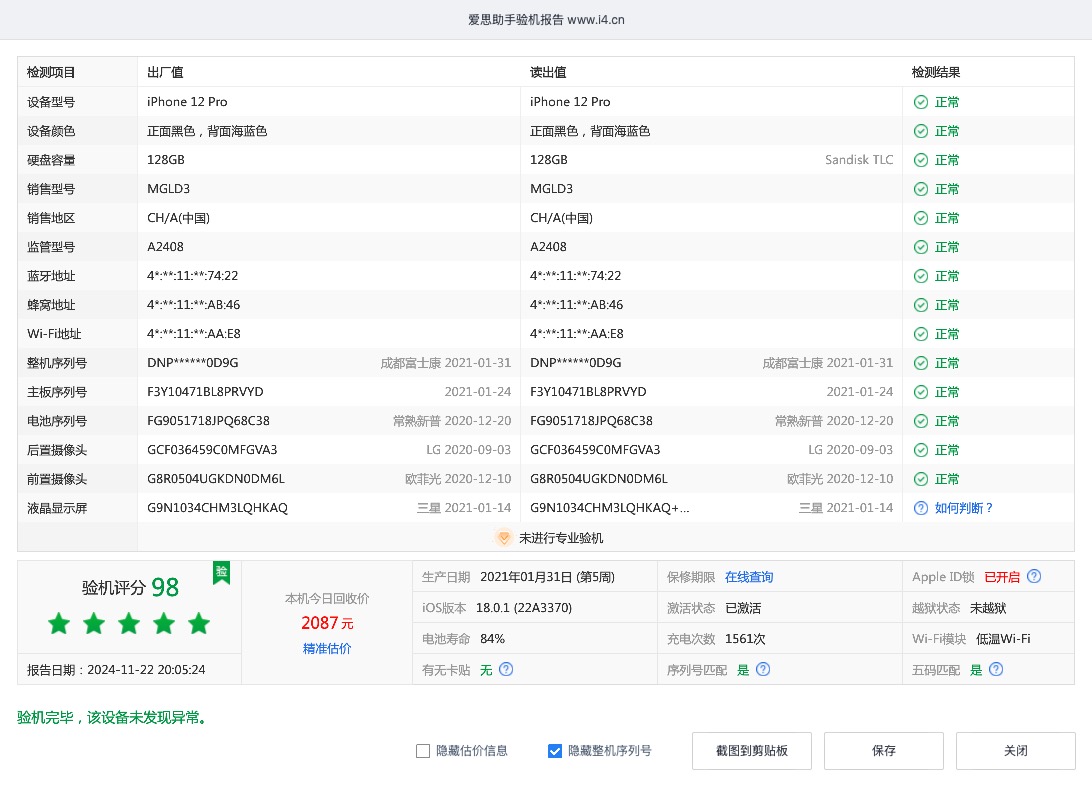 爱思助手验机报告 www.i4.cn
检测项目 出厂值 读出值 检测结果
设备型号 iPhone 12 Pro iPhone 12 Pro 正常
设备颜色 正面黑色，背面海蓝色 正面黑色，背面海蓝色 正常
硬盘容量 128GB 128GB Sandisk TLC 正常
销售型号 MGLD3 MGLD3 正常
销售地区 CH/A(中国) CH/A(中国) 正常
监管型号 A2408 A2408 正常
蓝牙地址 4*:**:11:**:74:22 4*:**:11:**:74:22 正常
蜂窝地址 4*:**:11:**:AB:46 4*:**:11:**:AB:46 正常
Wi-Fi地址 4*:**:11:**:AA:E8 4*:**:11:**:AA:E8 正常
整机序列号 DNP******0D9G 成都富士康 2021-01-31 DNP******0D9G 成都富士康 2021-01-31 正常
主板序列号 F3Y10471BL8PRVYD 2021-01-24 F3Y10471BL8PRVYD 2021-01-24 正常
电池序列号 FG9051718JPQ68C38 常熟新普 2020-12-20 FG9051718JPQ68C38 常熟新普 2020-12-20 正常
后置摄像头 GCF036459C0MFGVA3 LG 2020-09-03 GCF036459C0MFGVA3 LG 2020-09-03 正常
前置摄像头 G8R0504UGKDN0DM6L 欧菲光 2020-12-10 G8R0504UGKDN0DM6L 欧菲光 2020-12-10 正常
液晶显示屏 G9N1034CHM3LQHKAQ 三星 2021-01-14 G9N1034CHM3LQHKAQ+... 三星 2021-01-14 如何判断？
未进行专业验机
验机评分 98 验
报告日期：2024-11-22 20:05:24
本机今日回收价
2087元
精准估价
生产日期 2021年01月31日 (第5周) 保修期限 在线查询 Apple ID锁 已开启
iOS版本 18.0.1 (22A3370) 激活状态 已激活 越狱状态 未越狱
电池寿命 84% 充电次数 1561次 Wi-Fi模块 低温Wi-Fi
有无卡贴 无 序列号匹配 是 五码匹配 是
验机完毕，该设备未发现异常。
隐藏估价信息 隐藏整机序列号 截图到剪贴板 保存 关闭